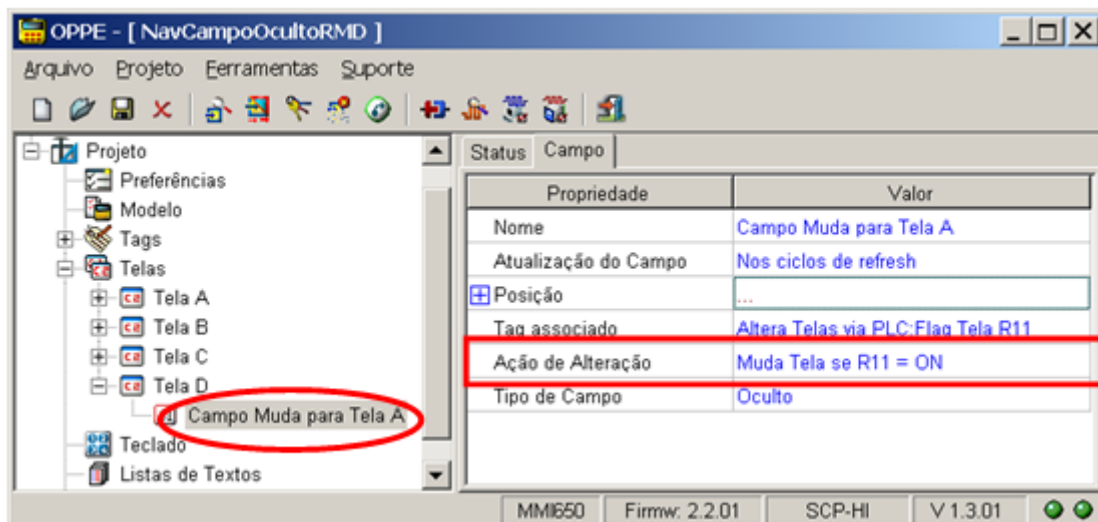 OPPE - [ NavCampoOcultoRMD ]
Arquivo Projeto Ferramentas Suporte
Projeto
Preferências
Modelo
Tags
Telas
Tela A
Tela B
Tela C
Tela D
Campo Muda para Tela A
Teclado
Listas de Textos
Status Campo
Propriedade Valor
Nome Campo Muda para Tela A
Atualização do Campo Nos ciclos de refresh
Posição ...
Tag associado Altera Telas via PLC:Flag Tela R11
Ação de Alteração Muda Tela se R11 = ON
Tipo de Campo Oculto
MMI650 Firmw: 2.2.01 SCP-HI V 1.3.01